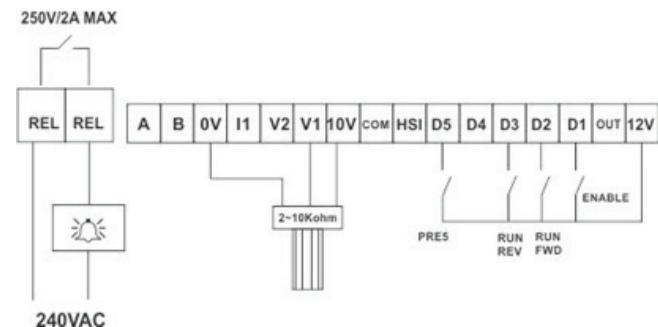 250V/2A MAX
REL REL A B 0V I1 V2 V1 10V COM HSI D5 D4 D3 D2 D1 OUT 12V
ENABLE
2~10Kohm
PRE5 RUN REV RUN FWD
240VAC